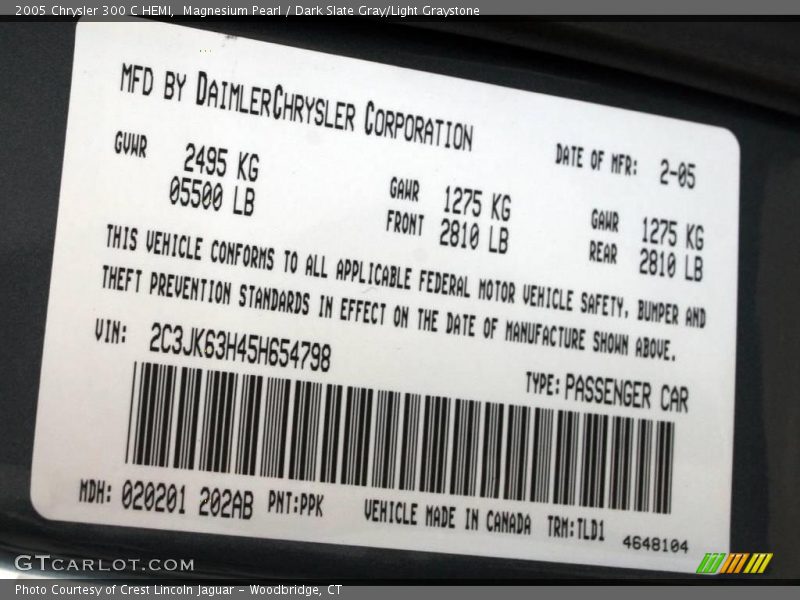 2005 Chrysler 300 C HEMI, Magnesium Pearl / Dark Slate Gray/Light Graystone
MFD BY DAIMLERCHRYSLER CORPORATION
DATE OF MFR: 2-05
GVWR 2495 KG
05500 LB
GAWR 1275 KG
FRONT 2810 LB
GAWR 1275 KG
REAR 2810 LB
THIS VEHICLE CONFORMS TO ALL APPLICABLE FEDERAL MOTOR VEHICLE SAFETY, BUMPER AND
THEFT PREVENTION STANDARDS IN EFFECT ON THE DATE OF MANUFACTURE SHOWN ABOVE.
VIN: 2C3JK63H45H654798
TYPE: PASSENGER CAR
MDH: 020201 202AB PNT:PPK VEHICLE MADE IN CANADA TRM:TLD1 4648104
GTCARLOT.COM
Photo Courtesy of Crest Lincoln Jaguar - Woodbridge, CT